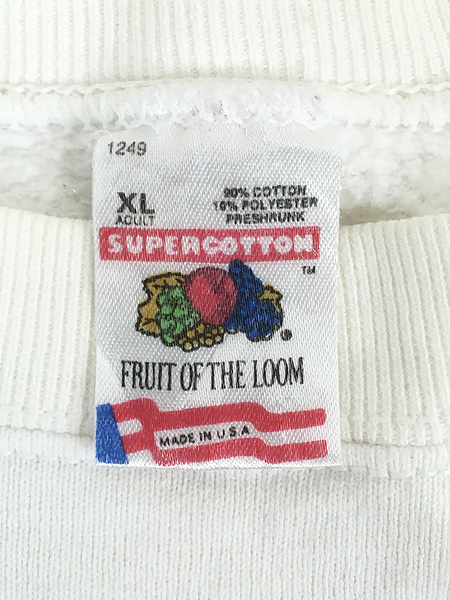 1249
XL
ADULT
90% COTTON
10% POLYESTER
PRESHRUNK
SUPERCOTTON
TM
FRUIT OF THE LOOM
MADE IN U.S.A